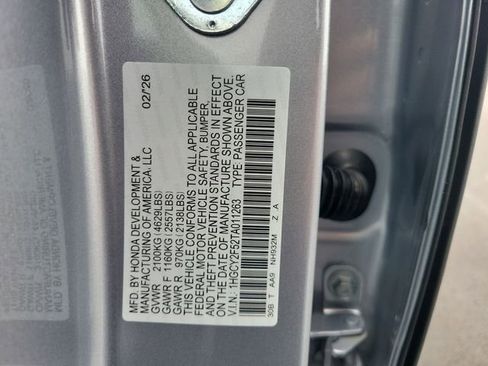 MFD. BY HONDA DEVELOPMENT & 02/'26
MANUFACTURING OF AMERICA, LLC
GVWR 2100KG(4629LBS)
GAWR F 1160KG(2557LBS)
GAWR R 970KG(2138LBS)
THIS VEHICLE CONFORMS TO ALL APPLICABLE
FEDERAL MOTOR VEHICLE SAFETY, BUMPER,
AND THEFT PREVENTION STANDARDS IN EFFECT
ON THE DATE OF MANUFACTURE SHOWN ABOVE.
V.I.N.: 1HGCY2F52TA011263 TYPE: PASSENGER CAR
30B T AA9 NH932M Z A